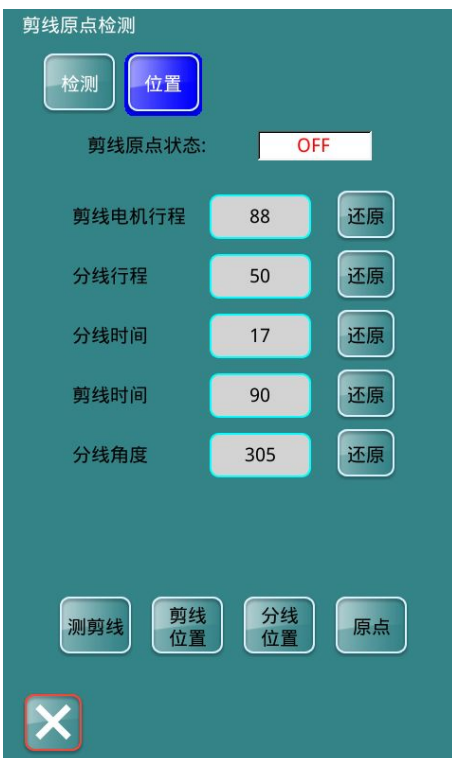 剪线原点检测
检测 位置
剪线原点状态: OFF
剪线电机行程 88 还原
分线行程 50 还原
分线时间 17 还原
剪线时间 90 还原
分线角度 305 还原
测剪线 剪线位置 分线位置 原点